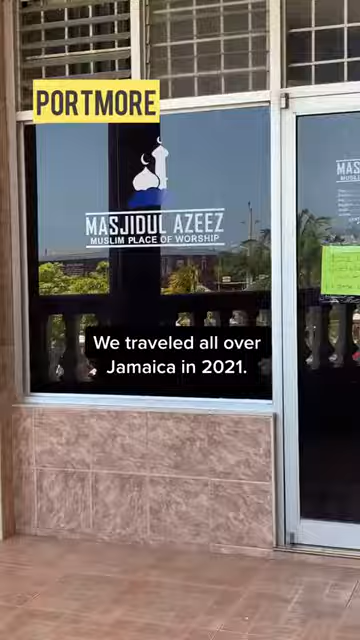 PORTMORE
MASJIDUL AZEEZ
MUSLIM PLACE OF WORSHIP
We traveled all over
Jamaica in 2021.